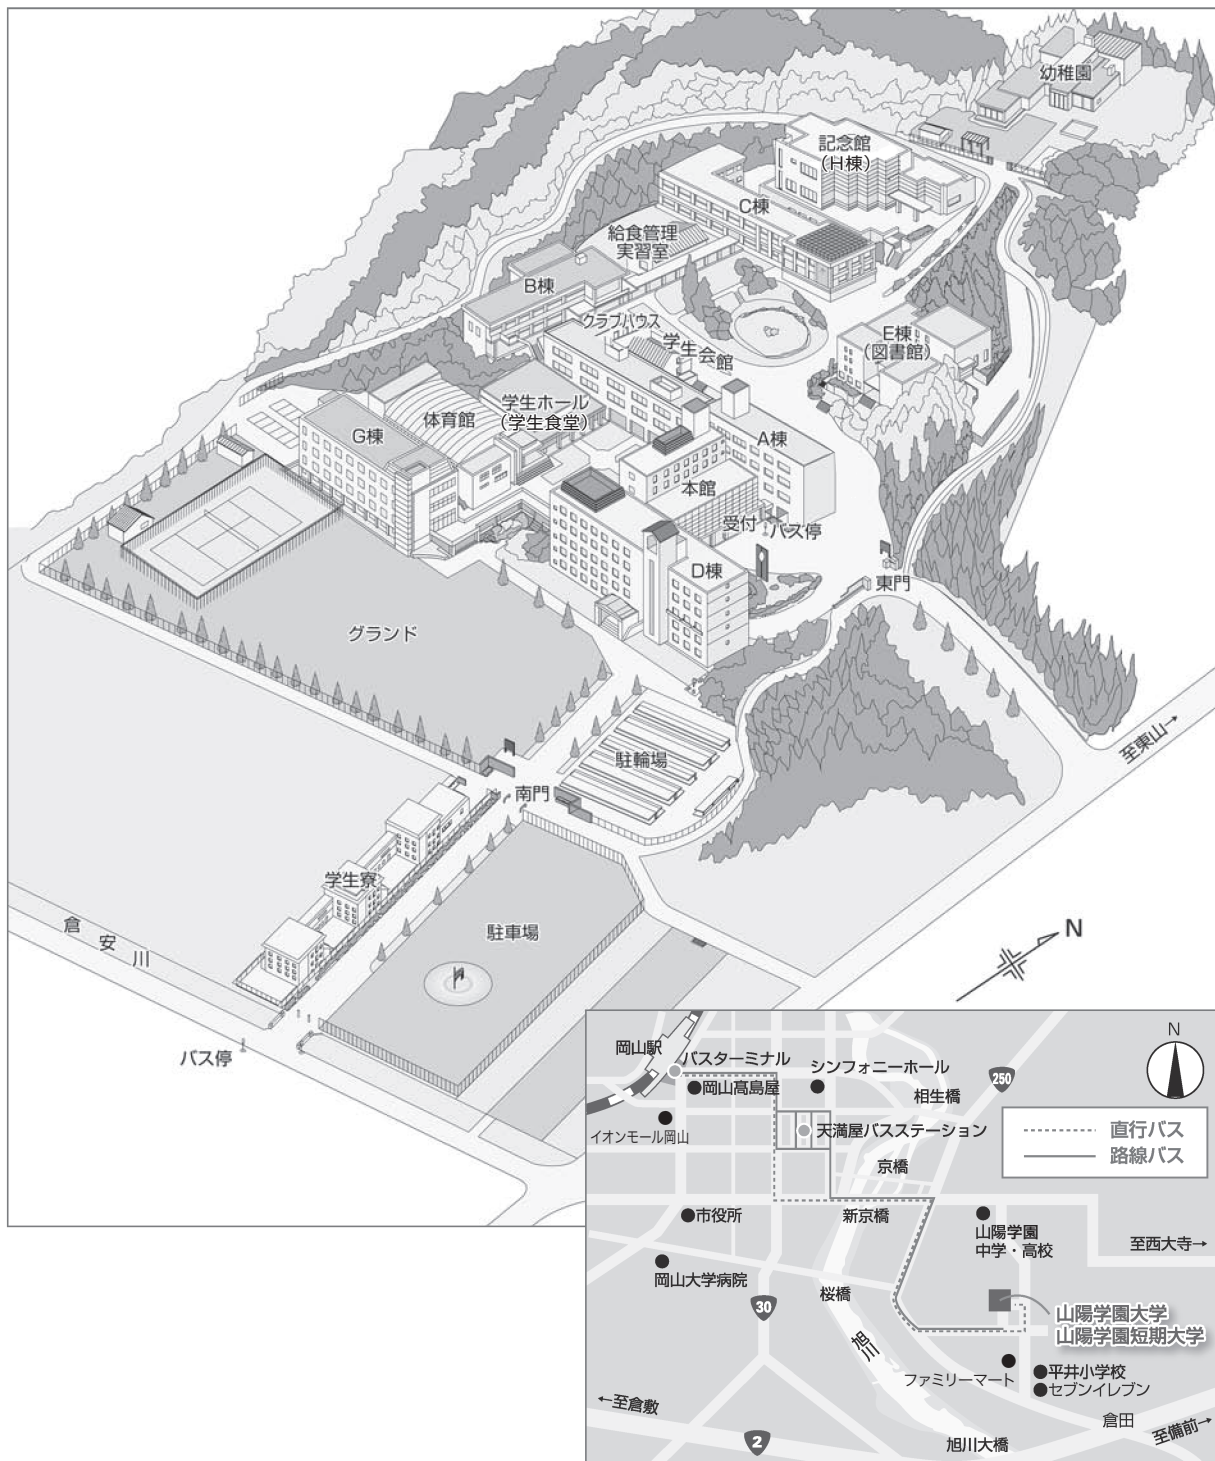 幼稚園
記念館
(H棟)
C棟
給食管理
実習室
B棟
クラブハウス
学生会館
E棟
(図書館)
学生ホール
(学生食堂)
体育館
G棟
A棟
本館
受付
バス停
D棟
東門
グランド
至東山→
駐輪場
南門
学生寮
駐車場
倉安川
バス停
N
岡山駅
バスターミナル
シンフォニーホール
岡山髙島屋
相生橋
250
N
イオンモール岡山
天満屋バスステーション
直行バス
路線バス
京橋
市役所
新京橋
山陽学園
中学・高校
至西大寺→
岡山大学病院
桜橋
30
山陽学園大学
山陽学園短期大学
旭川
ファミリーマート
平井小学校
セブンイレブン
←至倉敷
倉田
至備前→
2
旭川大橋